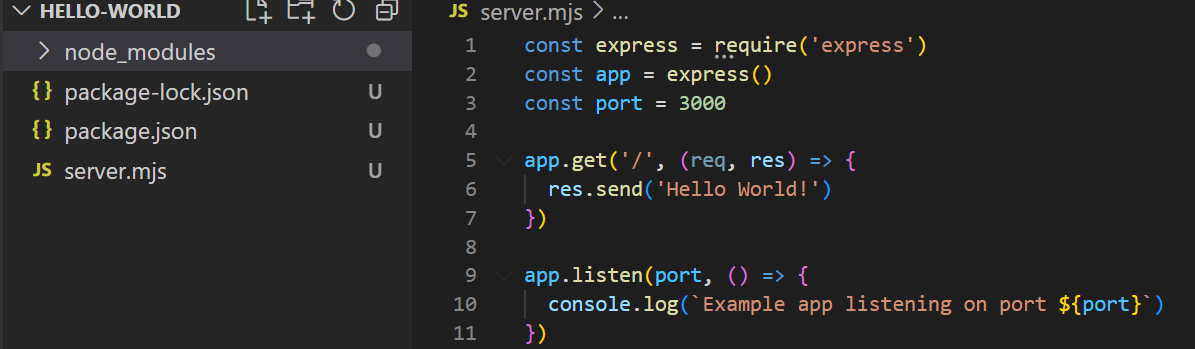 HELLO-WORLD
node_modules
{} package-lock.json U
{} package.json U
JS server.mjs U
JS server.mjs > ...
1 const express = require('express')
2 const app = express()
3 const port = 3000
4
5 app.get('/', (req, res) => {
6 res.send('Hello World!')
7 })
8
9 app.listen(port, () => {
10 console.log(`Example app listening on port ${port}`)
11 })